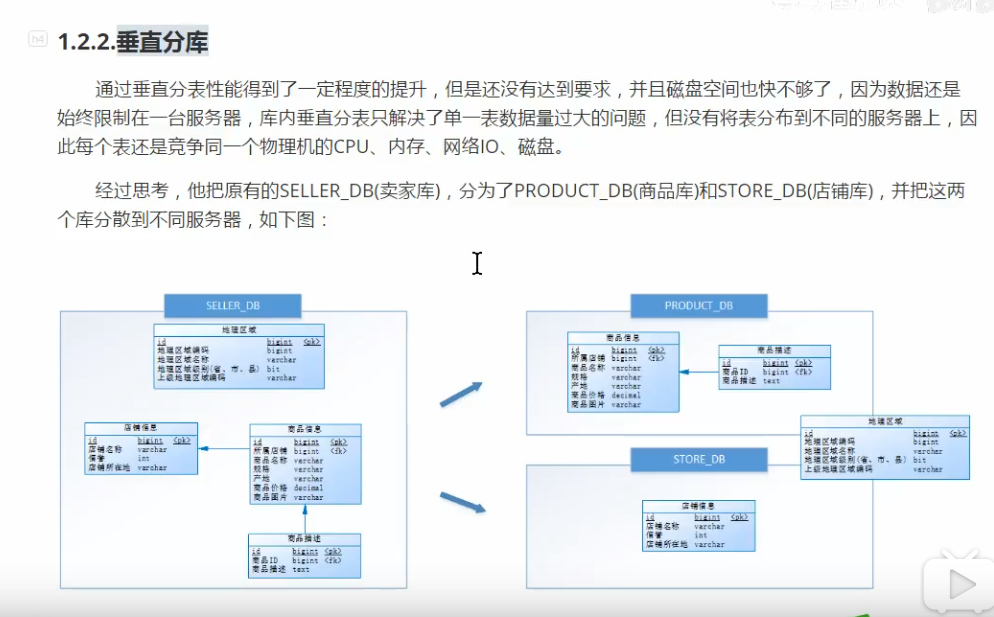 h4
1.2.2.垂直分库
通过垂直分表性能得到了一定程度的提升，但是还没有达到要求，并且磁盘空间也快不够了，因为数据还是
始终限制在一台服务器，库内垂直分表只解决了单一表数据量过大的问题，但没有将表分布到不同的服务器上，因
此每个表还是竞争同一个物理机的CPU、内存、网络IO、磁盘。
经过思考，他把原有的SELLER_DB(卖家库)，分为了PRODUCT_DB(商品库)和STORE_DB(店铺库)，并把这两
个库分散到不同服务器，如下图：
SELLER_DB
地理区域
id bigint <pk>
地理区域编码 bigint
地理区域名称 varchar
地理区域级别(省、市、县) bit
上级地理区域编码 varchar
店铺信息
id bigint <pk>
店铺名称 varchar
信誉 int
店铺所在地 varchar
商品信息
id bigint <pk>
所属店铺 bigint <fk>
商品名称 varchar
规格 varchar
产地 varchar
商品价格 decimal
商品图片 varchar
商品描述
id bigint <pk>
商品ID bigint <fk>
商品描述 text
PRODUCT_DB
商品信息
id bigint <pk>
所属店铺 bigint <fk>
商品名称 varchar
规格 varchar
产地 varchar
商品价格 decimal
商品图片 varchar
商品描述
id bigint <pk>
商品ID bigint <fk>
商品描述 text
地理区域
id bigint <pk>
地理区域编码 bigint
地理区域名称 varchar
地理区域级别(省、市、县) bit
上级地理区域编码 varchar
STORE_DB
店铺信息
id bigint <pk>
店铺名称 varchar
信誉 int
店铺所在地 varchar